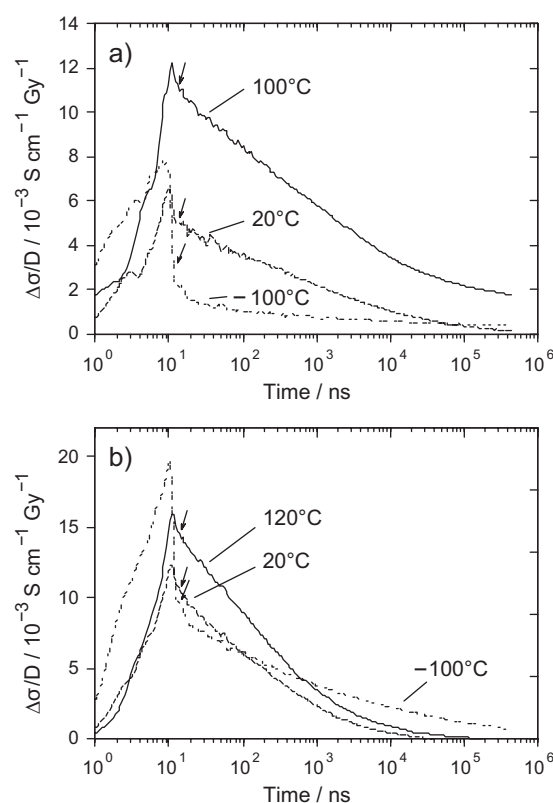 14
12
10
8
6
4
2
0
Δσ/D / 10⁻³ S cm⁻¹ Gy⁻¹
a)
100°C
20°C
−100°C
10⁰ 10¹ 10² 10³ 10⁴ 10⁵ 10⁶
Time / ns
20
15
10
5
0
Δσ/D / 10⁻³ S cm⁻¹ Gy⁻¹
b)
120°C
20°C
−100°C
10⁰ 10¹ 10² 10³ 10⁴ 10⁵ 10⁶
Time / ns